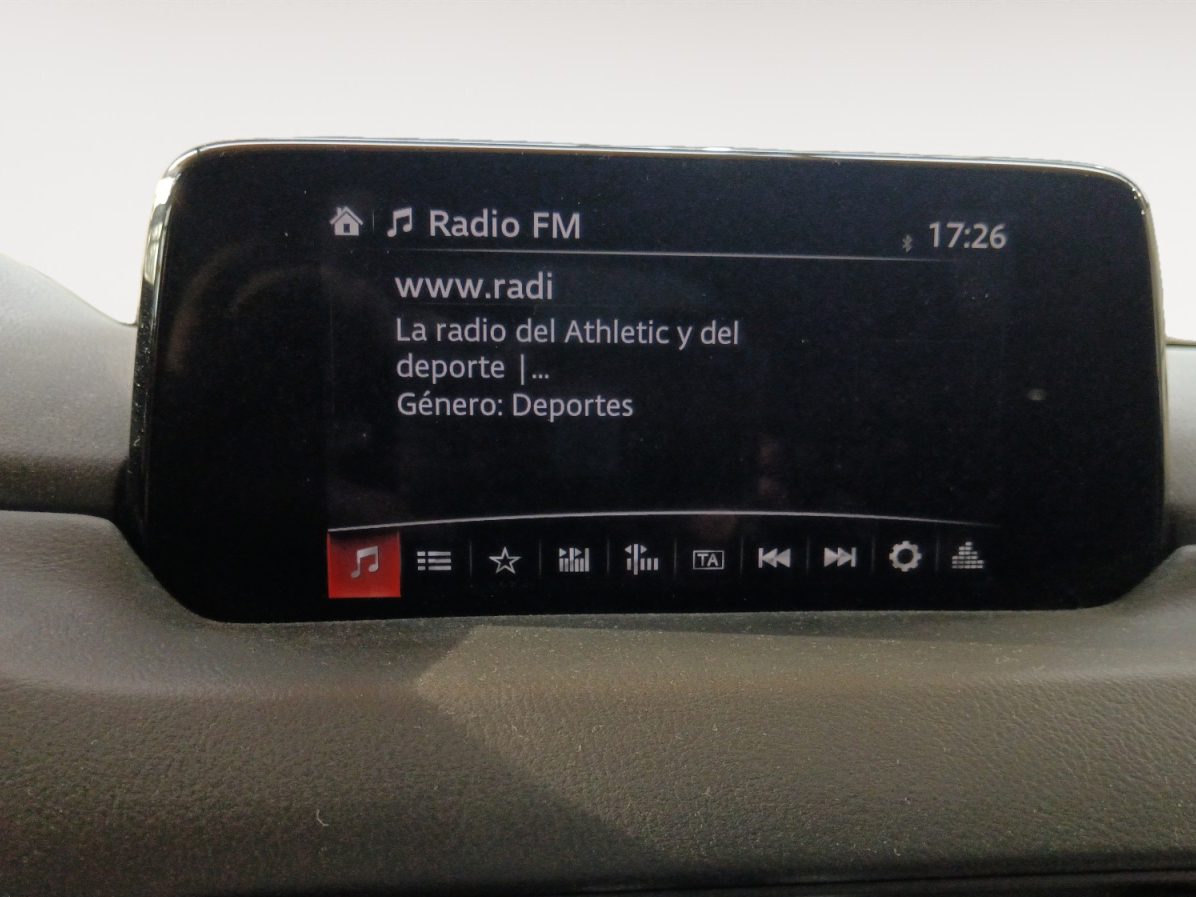 Radio FM
17:26
www.radi
La radio del Athletic y del
deporte |...
Género: Deportes
TA